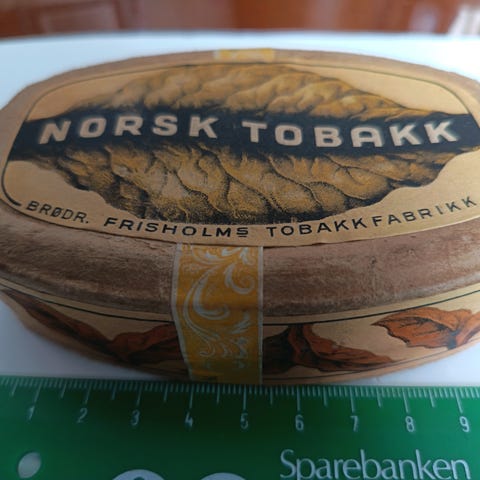 NORSK TOBAKK
BRØDR. FRISHOLMS TOBAKKFABRIKK
1 2 3 4 5 6 7 8 9
Sparebanken